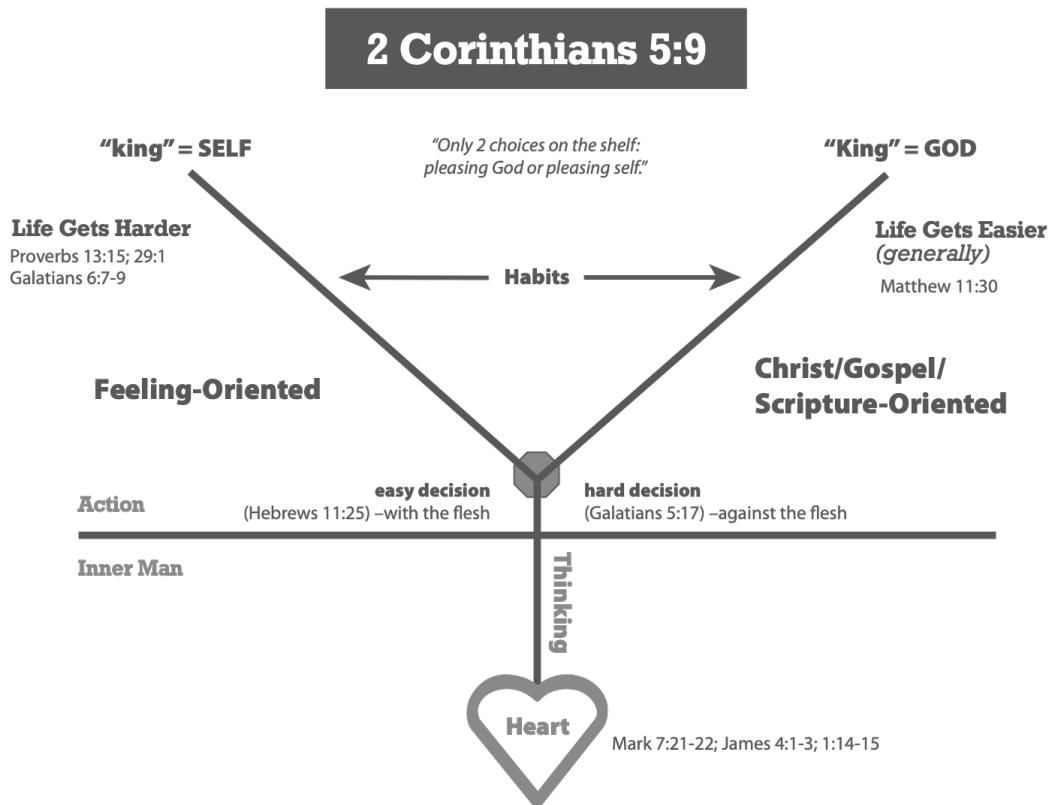 2 Corinthians 5:9
“king” = SELF
“Only 2 choices on the shelf:
pleasing God or pleasing self.”
“King” = GOD
Life Gets Harder
Proverbs 13:15; 29:1
Galatians 6:7-9
Life Gets Easier
(generally)
Matthew 11:30
Habits
Feeling-Oriented
Christ/Gospel/
Scripture-Oriented
easy decision
(Hebrews 11:25) –with the flesh
hard decision
(Galatians 5:17) –against the flesh
Action
Inner Man
Thinking
Heart
Mark 7:21-22; James 4:1-3; 1:14-15